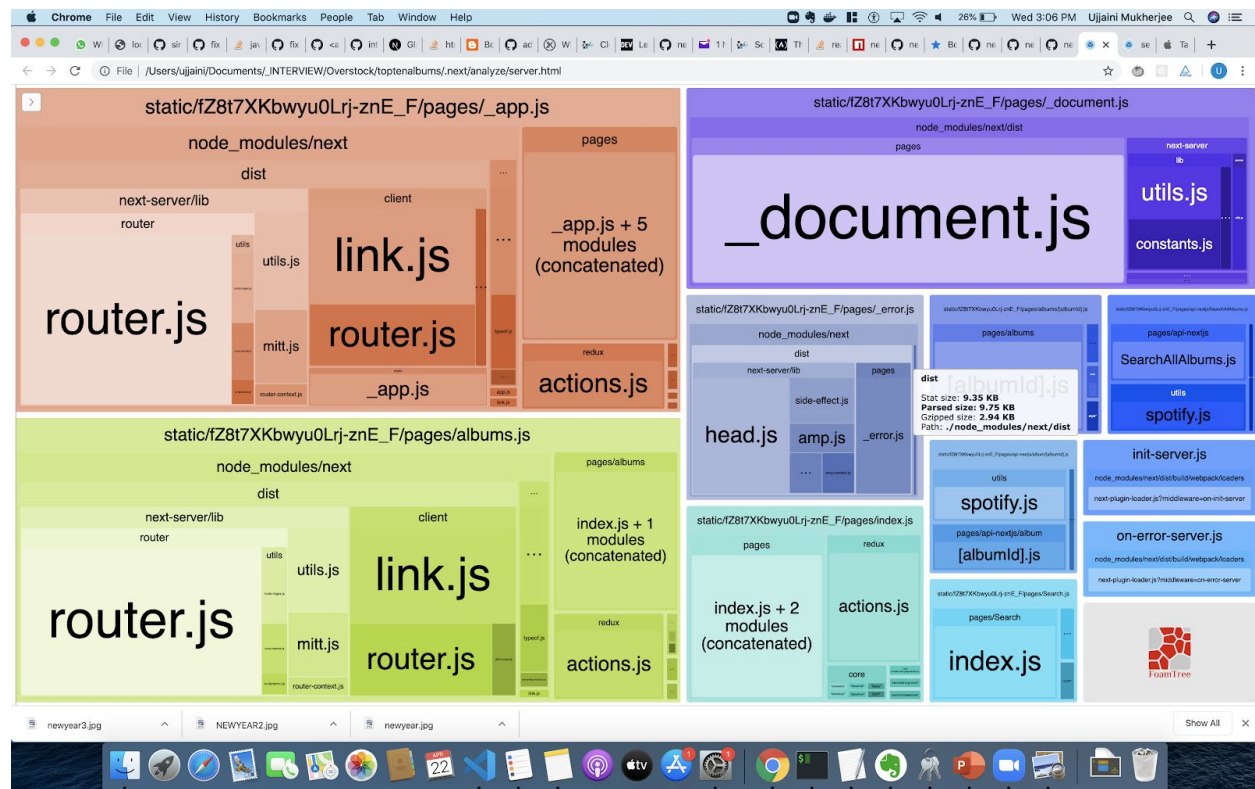 Chrome File Edit View History Bookmarks People Tab Window Help
26% Wed 3:06 PM Ujjaini Mukherjee
File /Users/ujjaini/Documents/_INTERVIEW/Overstock/toptenalbums/.next/analyze/server.html
static/fZ8t7XKbwyu0Lrj-znE_F/pages/_app.js
node_modules/next
pages
dist
next-server/lib
client
router
utils
utils.js
link.js
_app.js + 5
modules
(concatenated)
router.js
mitt.js
router.js
router-context.js
_app.js
redux
actions.js
static/fZ8t7XKbwyu0Lrj-znE_F/pages/albums.js
node_modules/next
pages/albums
dist
next-server/lib
client
router
utils
utils.js
link.js
index.js + 1
modules
(concatenated)
router.js
mitt.js
router.js
router-context.js
typeof.js
redux
actions.js
static/fZ8t7XKbwyu0Lrj-znE_F/pages/_document.js
node_modules/next/dist
pages
next-server
lib
_document.js
utils.js
constants.js
static/fZ8t7XKbwyu0Lrj-znE_F/pages/_error.js
node_modules/next
dist
next-server/lib
pages
side-effect.js
head.js
amp.js
_error.js
pages/albums
[albumId].js
dist
Stat size: 9.35 KB
Parsed size: 9.75 KB
Gzipped size: 2.94 KB
Path: ./node_modules/next/dist
pages/api-nextjs
SearchAllAlbums.js
utils
spotify.js
utils
spotify.js
pages/api-nextjs/album
[albumId].js
init-server.js
node_modules/next/dist/build/webpack/loaders
next-plugin-loader.js?middleware=on-init-server
on-error-server.js
node_modules/next/dist/build/webpack/loaders
next-plugin-loader.js?middleware=on-error-server
static/fZ8t7XKbwyu0Lrj-znE_F/pages/index.js
pages
redux
index.js + 2
modules
(concatenated)
actions.js
core
static/fZ8t7XKbwyu0Lrj-znE_F/pages/Search.js
pages/Search
index.js
FoamTree
newyear3.jpg
NEWYEAR2.jpg
newyear.jpg
Show All
APR
22
tv